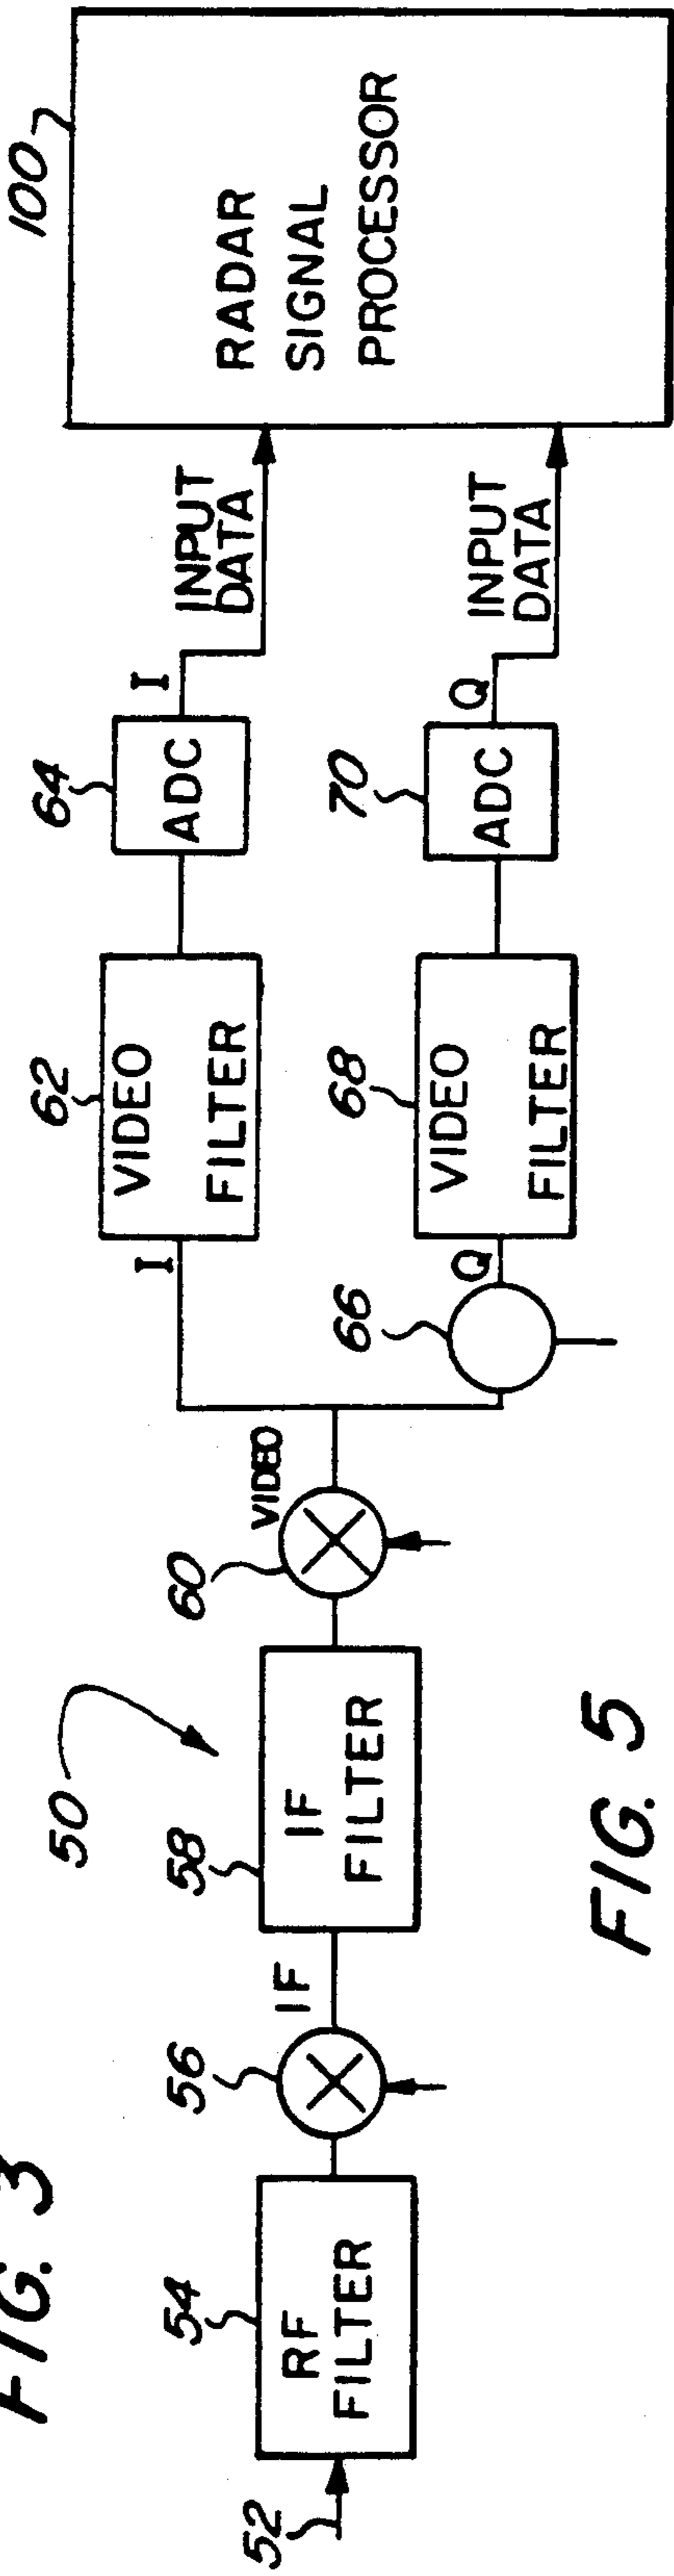 FIG. 3
52
54
RF
FILTER
56
IF
58
IF
FILTER
50
60
VIDEO
I
62
VIDEO
FILTER
64
ADC
I
INPUT
DATA
66
Q
68
VIDEO
FILTER
70
ADC
Q
INPUT
DATA
100
RADAR
SIGNAL
PROCESSOR
FIG. 5